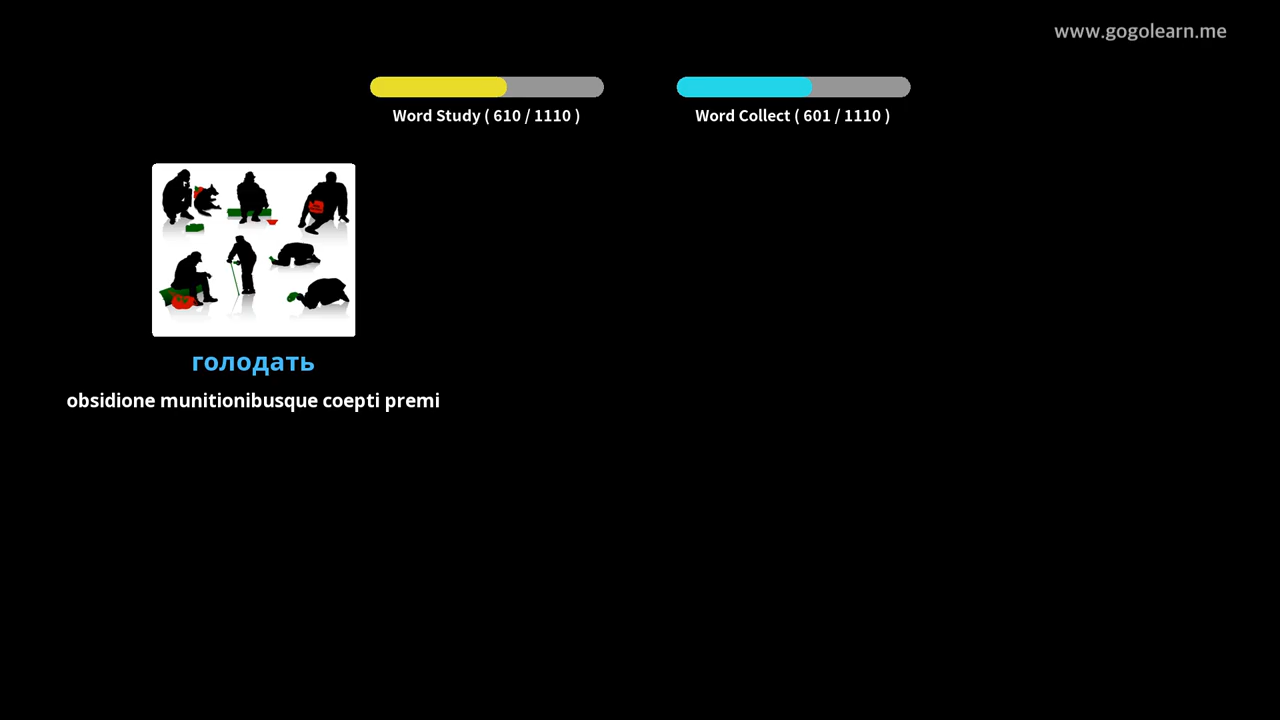 www.gogolearn.me
Word Study ( 610 / 1110 )
Word Collect ( 601 / 1110 )
голодать
obsidione munitionibusque coepti premi